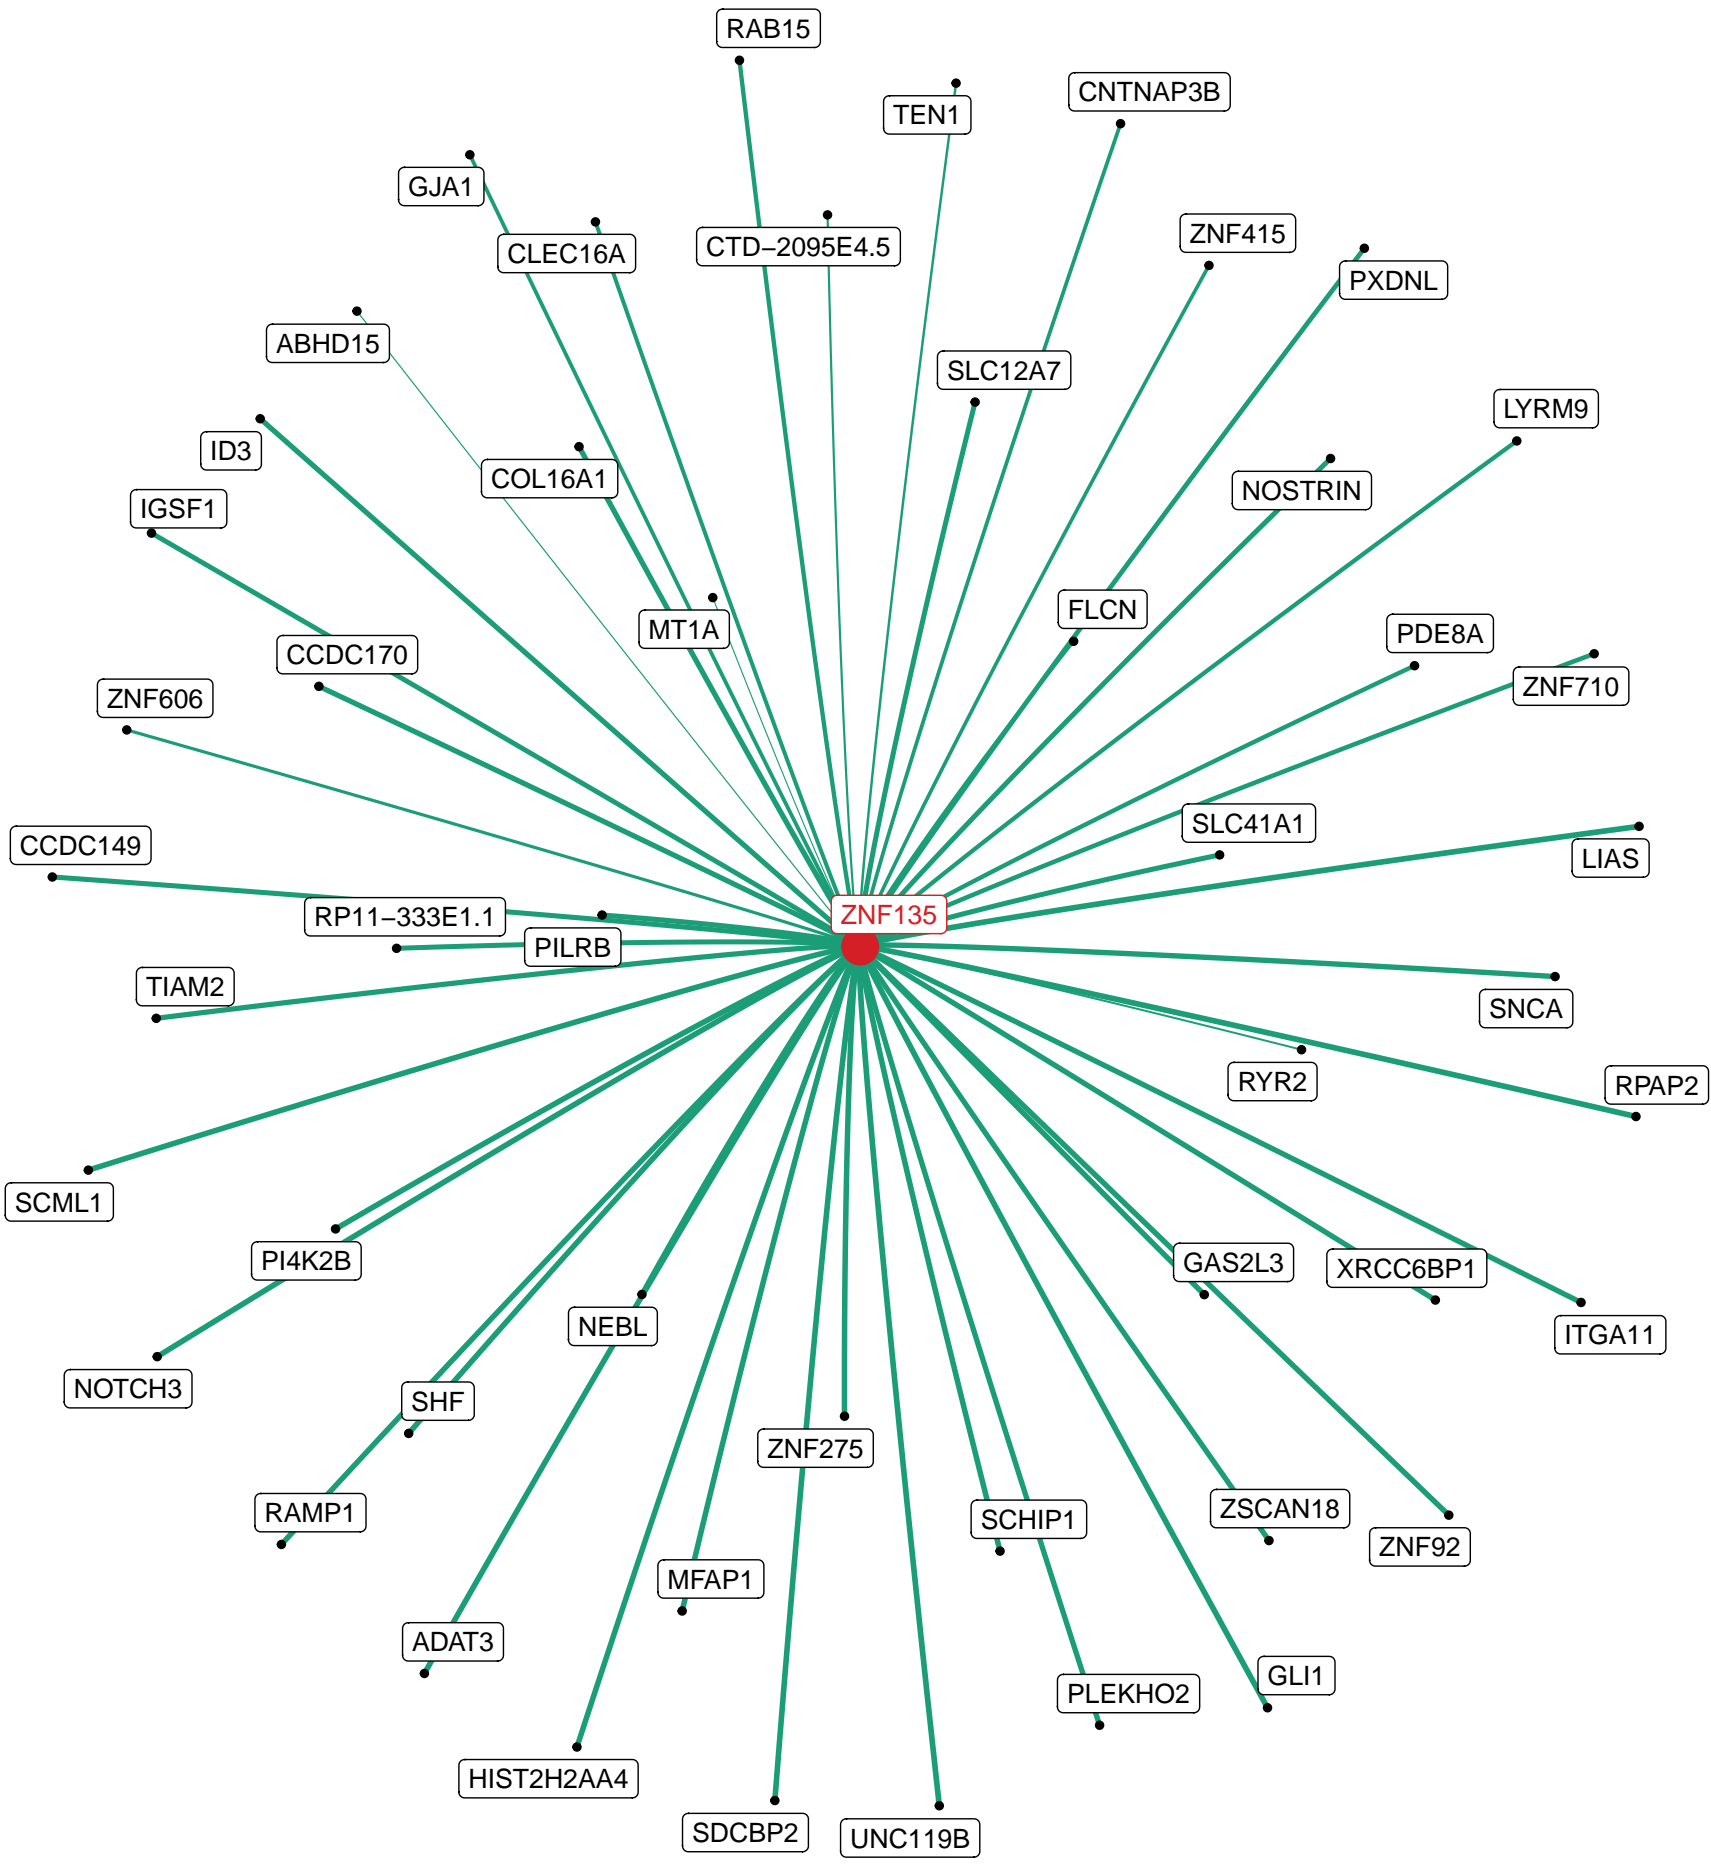 RAB15
CNTNAP3B
TEN1
GJA1
ZNF415
CTD−2095E4.5
CLEC16A
PXDNL
ABHD15
SLC12A7
LYRM9
ID3
COL16A1
NOSTRIN
IGSF1
FLCN
MT1A
PDE8A
CCDC170
ZNF710
ZNF606
SLC41A1
CCDC149
LIAS
ZNF135
RP11−333E1.1
PILRB
TIAM2
SNCA
RYR2
RPAP2
SCML1
PI4K2B
GAS2L3
XRCC6BP1
NEBL
ITGA11
NOTCH3
SHF
ZNF275
ZSCAN18
RAMP1
SCHIP1
ZNF92
MFAP1
ADAT3
GLI1
PLEKHO2
HIST2H2AA4
SDCBP2
UNC119B